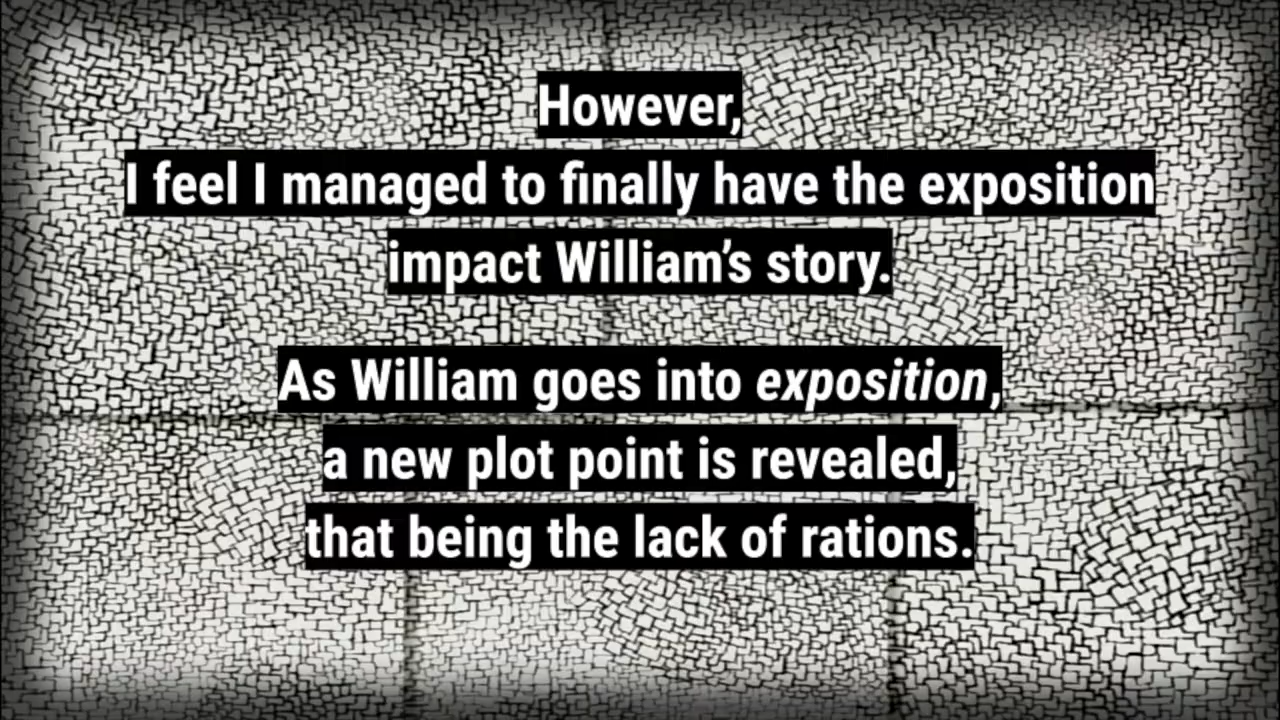 However,
I feel I managed to finally have the exposition
impact William’s story.
As William goes into exposition,
a new plot point is revealed,
that being the lack of rations.